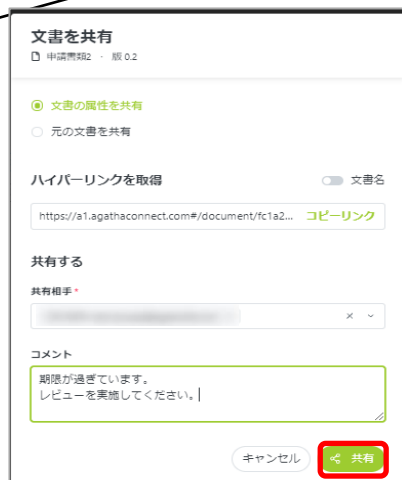 文書を共有
申請書類2 · 版 0.2
文書の属性を共有
元の文書を共有
ハイパーリンクを取得 文書名
https://a1.agathaconnect.com#/document/fc1a2... コピーリンク
共有する
共有相手*
コメント
期限が過ぎています。
レビューを実施してください。
キャンセル 共有